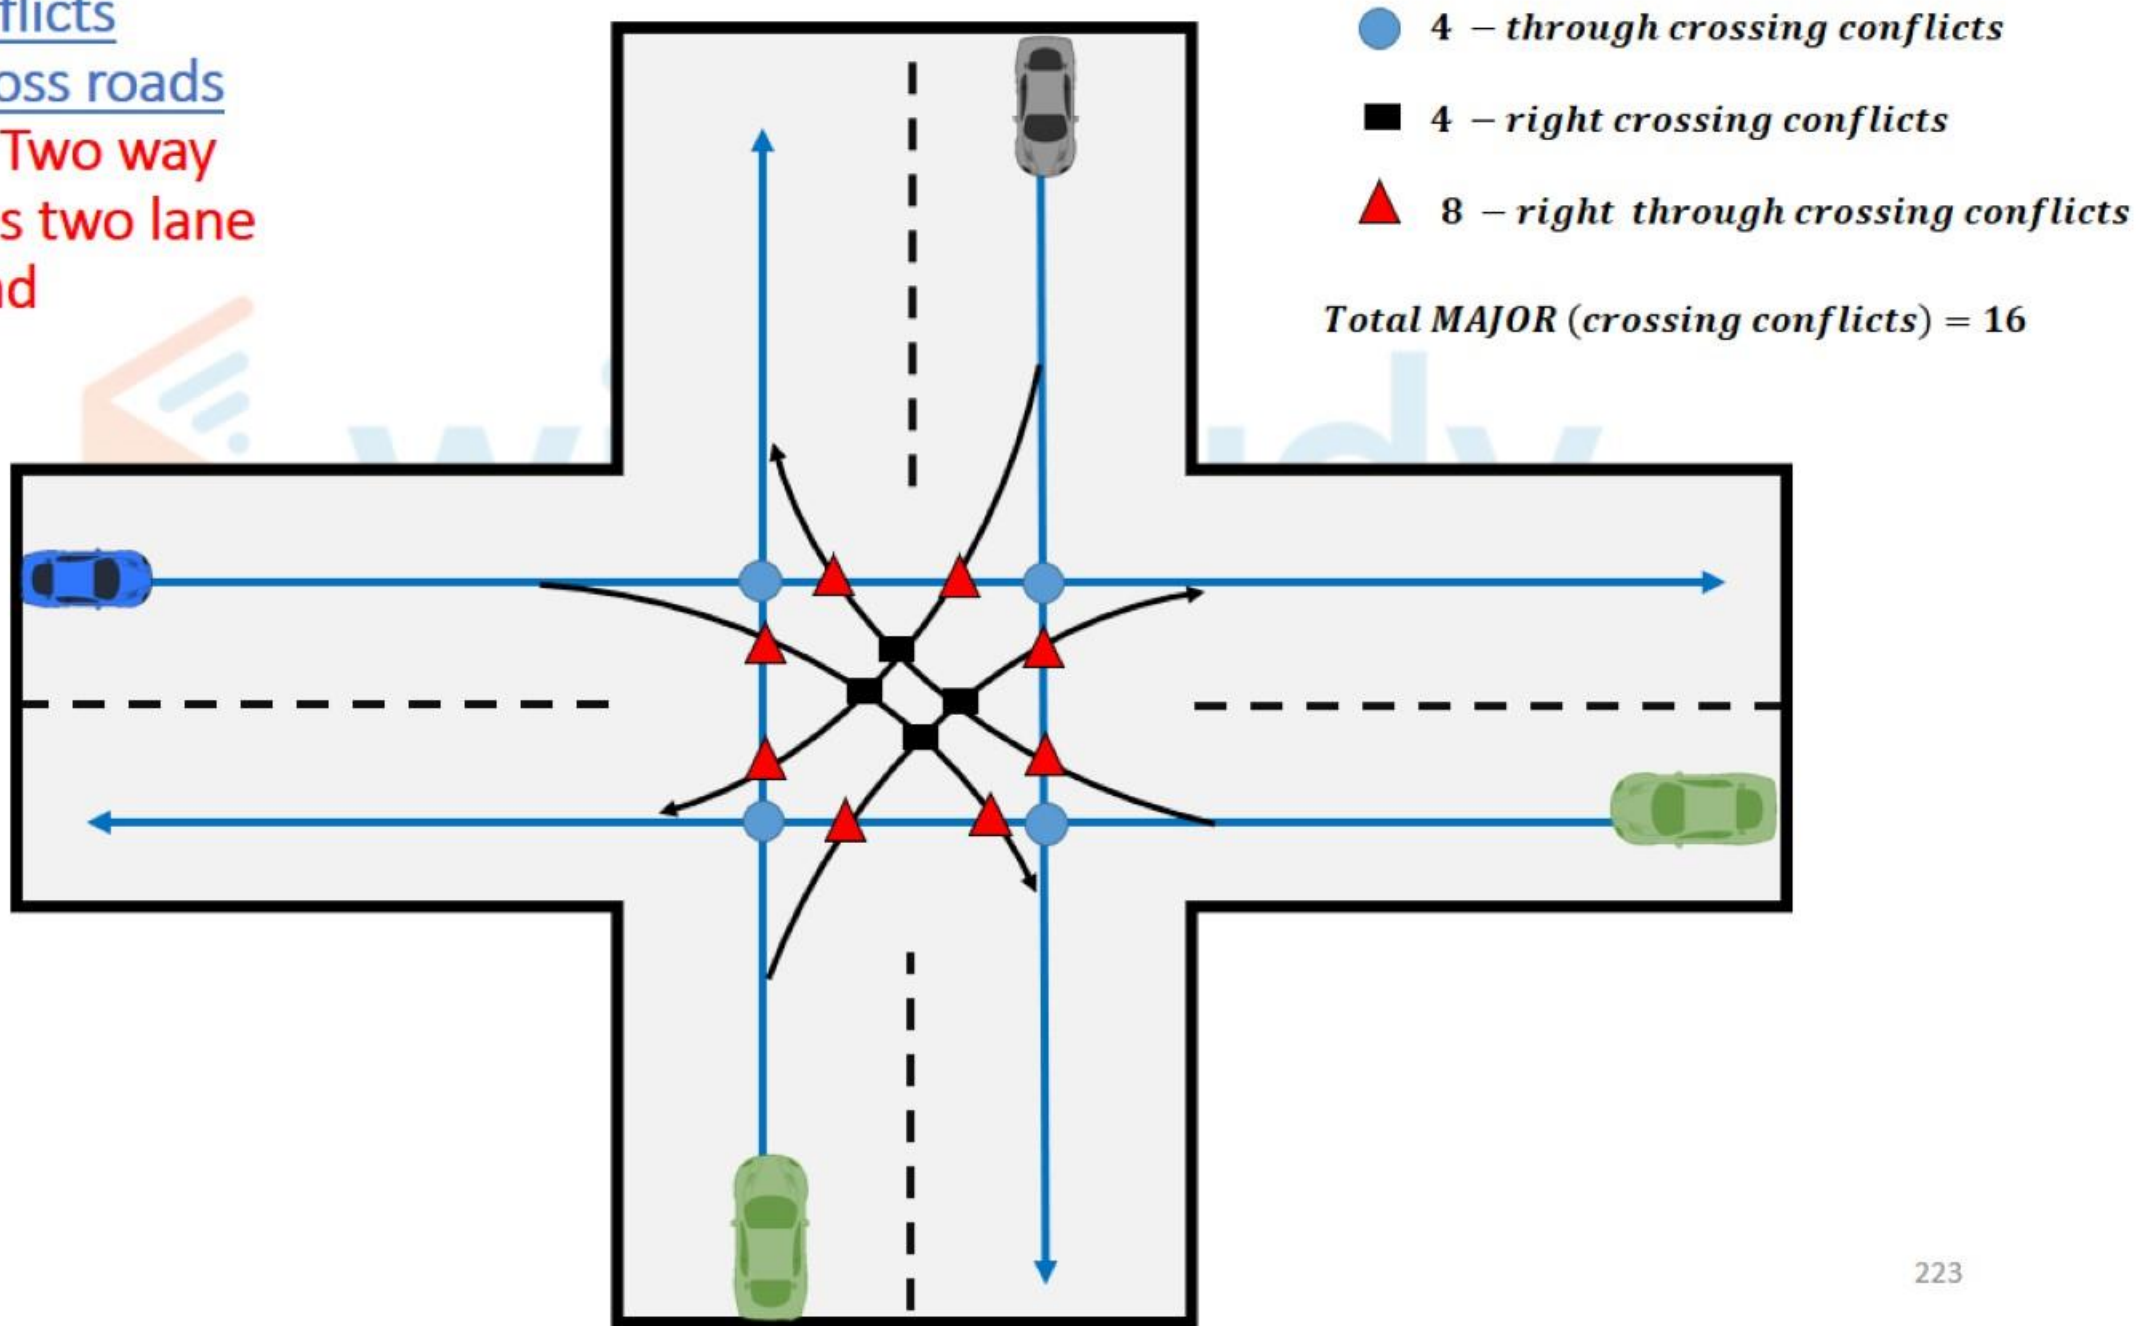 flicts
oss roads
Two way
s two lane
nd
4 – through crossing conflicts
4 – right crossing conflicts
8 – right through crossing conflicts
Total MAJOR (crossing conflicts) = 16
223